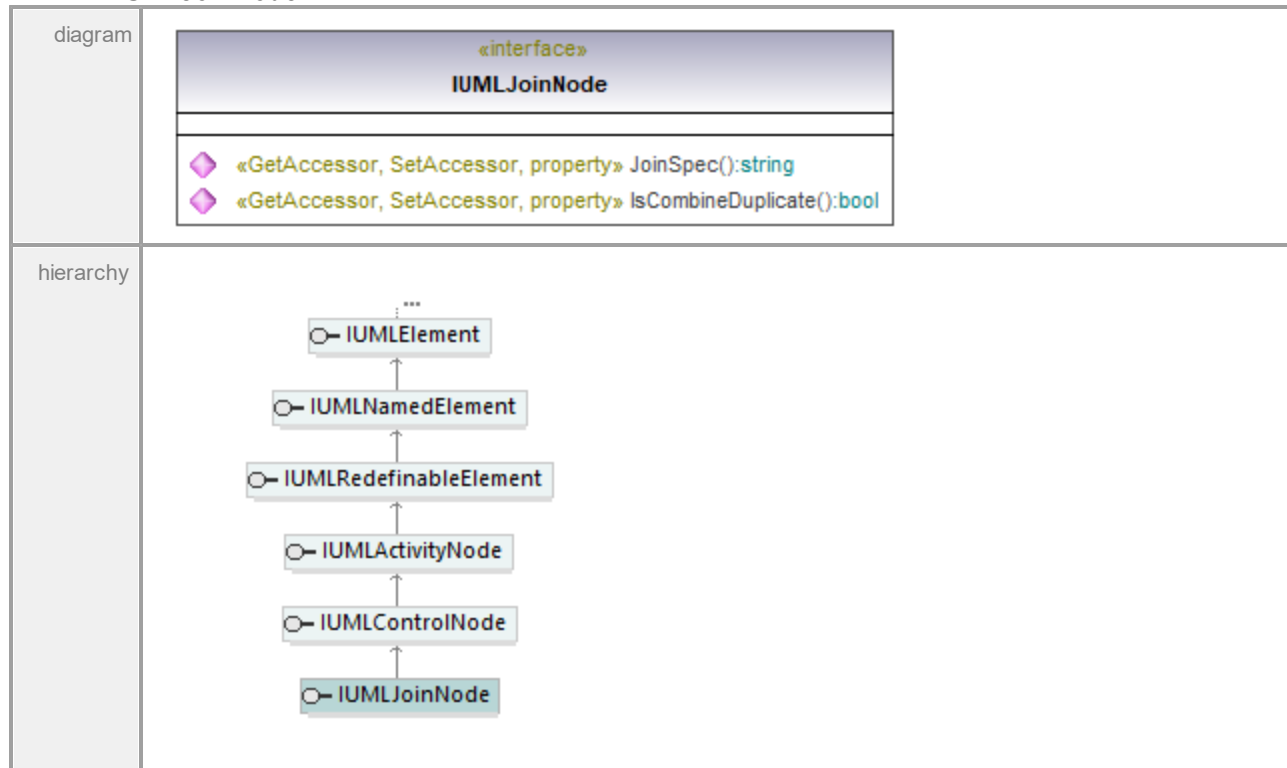 diagram
«interface»
IUMLJoinNode
«GetAccessor, SetAccessor, property» JoinSpec():string
«GetAccessor, SetAccessor, property» IsCombineDuplicate():bool
hierarchy
...
IUMLElement
IUMLNamedElement
IUMLRedefinableElement
IUMLActivityNode
IUMLControlNode
IUMLJoinNode